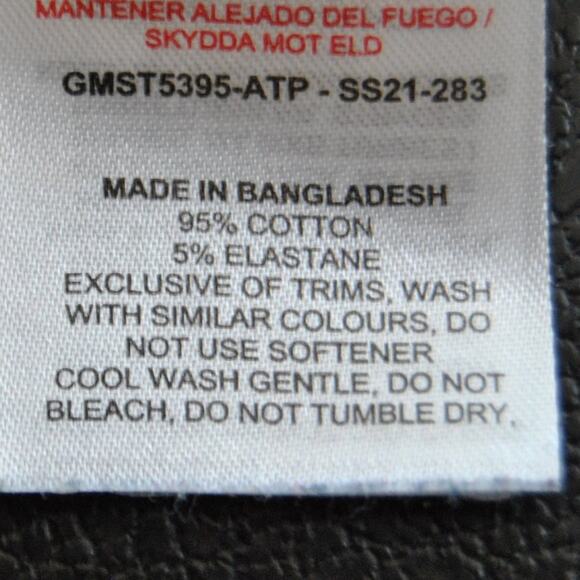 MANTENER ALEJADO DEL FUEGO /
SKYDDA MOT ELD
GMST5395-ATP - SS21-283
MADE IN BANGLADESH
95% COTTON
5% ELASTANE
EXCLUSIVE OF TRIMS, WASH
WITH SIMILAR COLOURS, DO
NOT USE SOFTENER
COOL WASH GENTLE, DO NOT
BLEACH, DO NOT TUMBLE DRY,